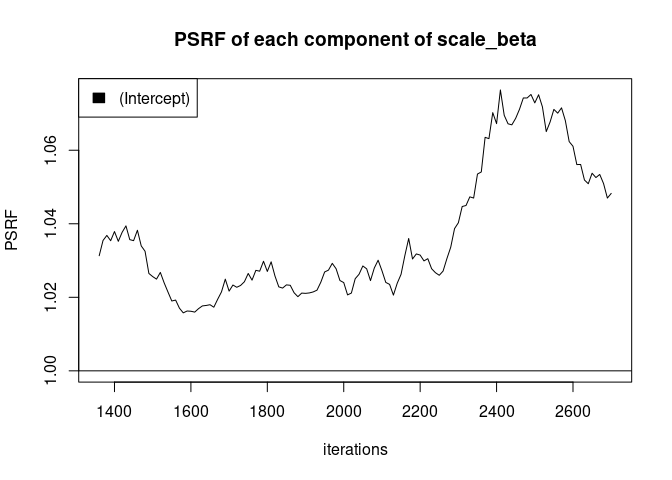 PSRF of each component of scale_beta
(Intercept)
PSRF
1.06
1.04
1.02
1.00
1400 1600 1800 2000 2200 2400 2600
iterations